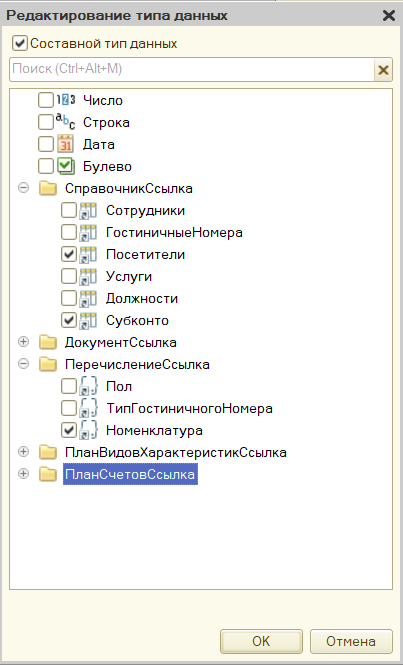 Редактирование типа данных
Составной тип данных
Поиск (Ctrl+Alt+M)
Число
Строка
Дата
Булево
СправочникСсылка
Сотрудники
ГостиничныеНомера
Посетители
Услуги
Должности
Субконто
ДокументСсылка
ПеречислениеСсылка
Пол
ТипГостиничногоНомера
Номенклатура
ПланВидовХарактеристикСсылка
ПланСчетовСсылка
OK
Отмена